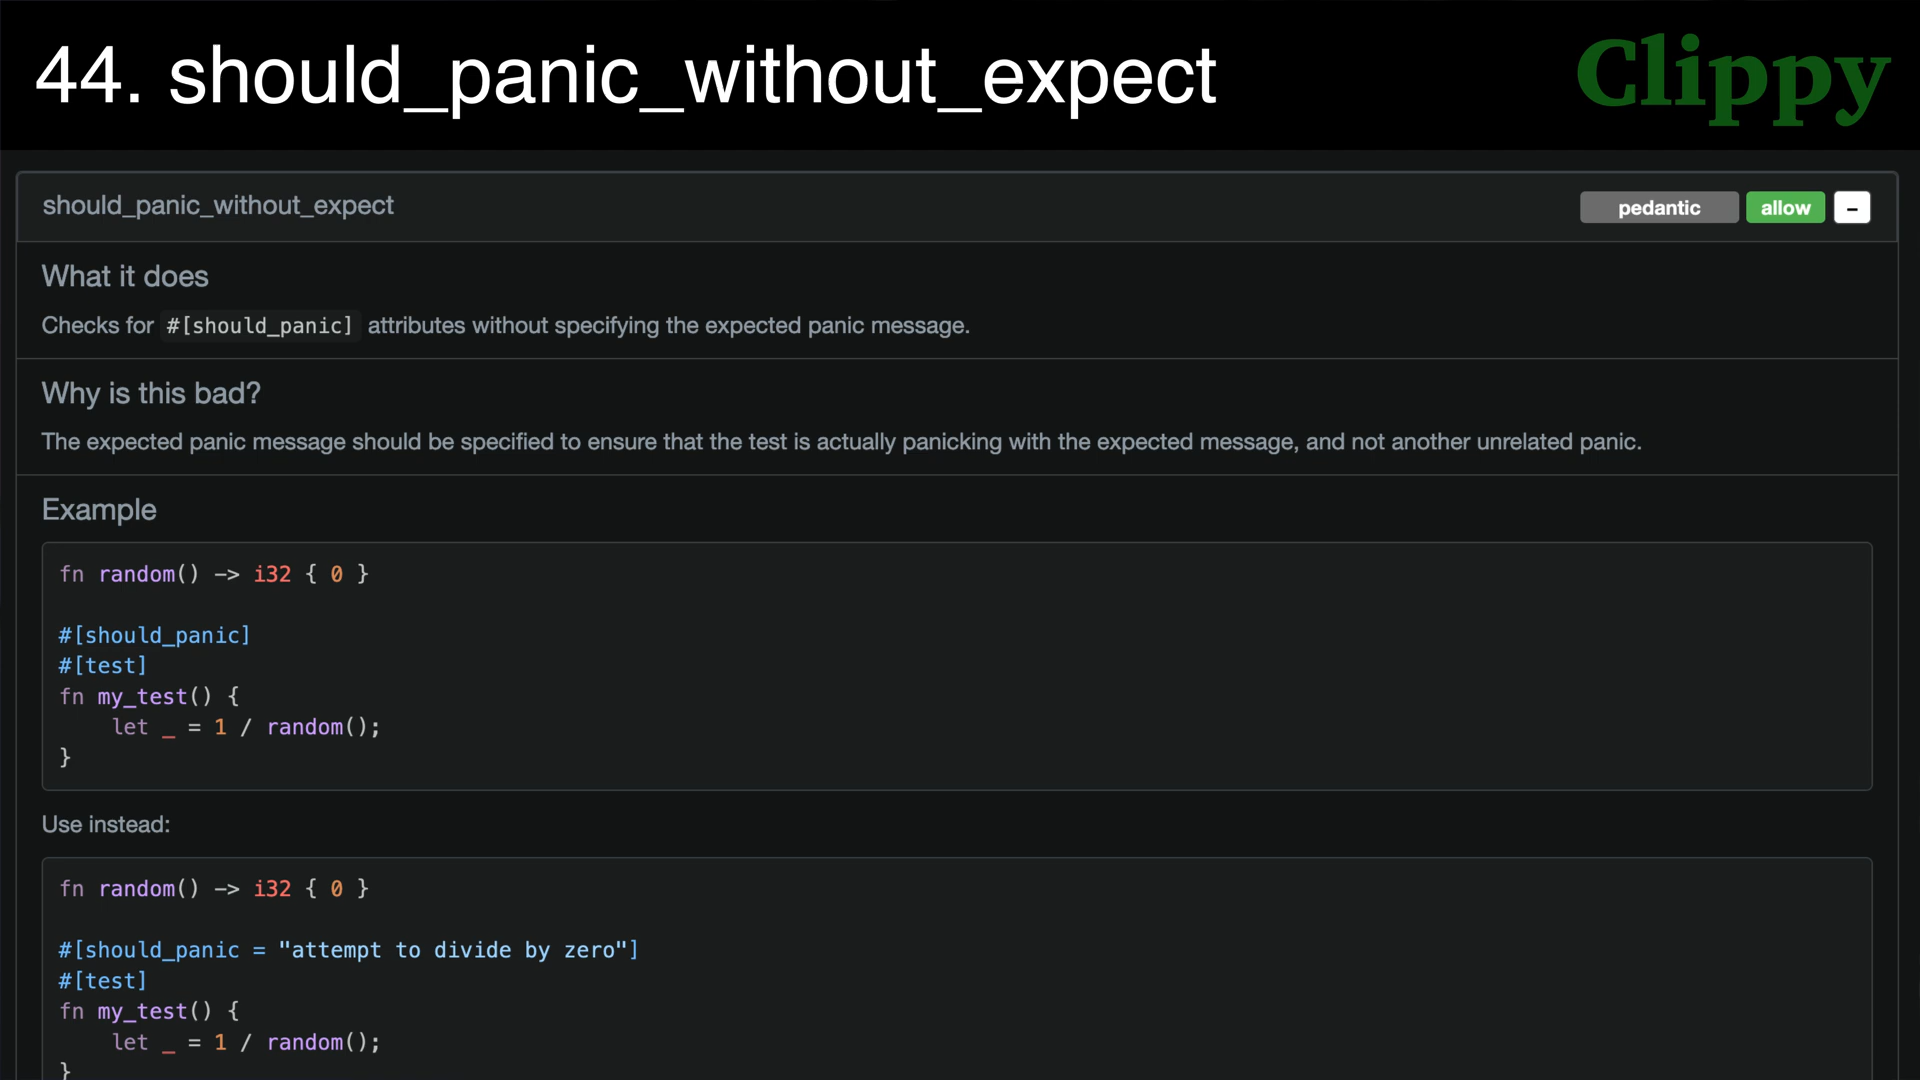 44. should_panic_without_expect
Clippy
should_panic_without_expect
pedantic
allow
–
What it does
Checks for #[should_panic] attributes without specifying the expected panic message.
Why is this bad?
The expected panic message should be specified to ensure that the test is actually panicking with the expected message, and not another unrelated panic.
Example
fn random() -> i32 { 0 }
#[should_panic]
#[test]
fn my_test() {
    let _ = 1 / random();
}
Use instead:
fn random() -> i32 { 0 }
#[should_panic = "attempt to divide by zero"]
#[test]
fn my_test() {
    let _ = 1 / random();
}